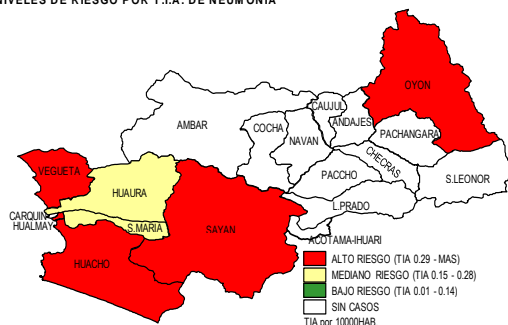 NIVELES DE RIESGO POR T.I.A. DE NEUMONIA
OYON
CAUJUL
AMBAR
COCHA
NAVAN
ANDAJES
PACHANGARA
CHECRAS
VEGUETA
PACCHO
S.LEONOR
HUAURA
L.PRADO
CARQUIN
HUALMAY
S.MARIA
SAYAN
ACOTAMA-IHUARI
HUACHO
ALTO RIESGO (TIA 0.29 - MAS)
MEDIANO RIESGO (TIA 0.15 - 0.28)
BAJO RIESGO (TIA 0.01 - 0.14)
SIN CASOS
TIA por 10000HAB